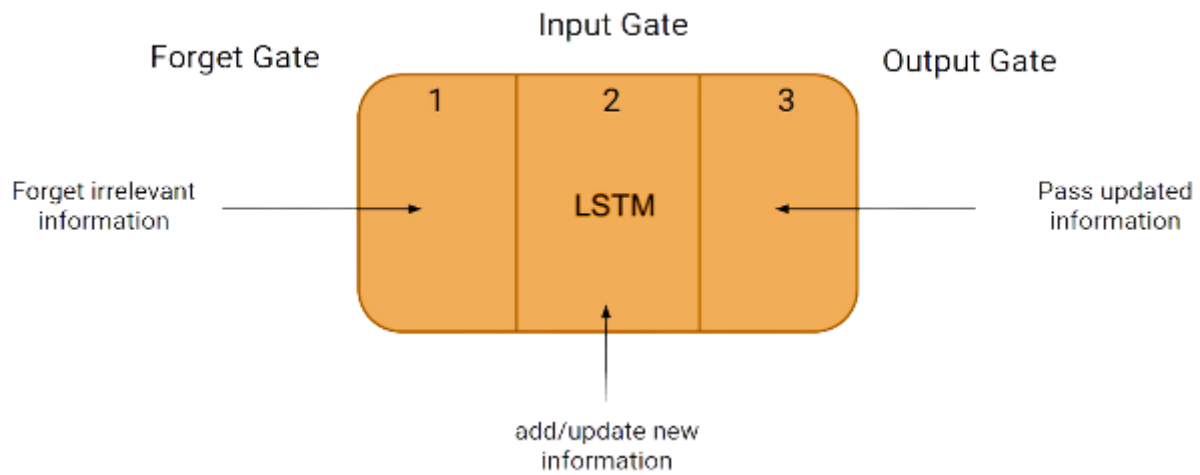 Input Gate
Forget Gate
Output Gate
1
2
3
Forget irrelevant
information
LSTM
Pass updated
information
add/update new
information